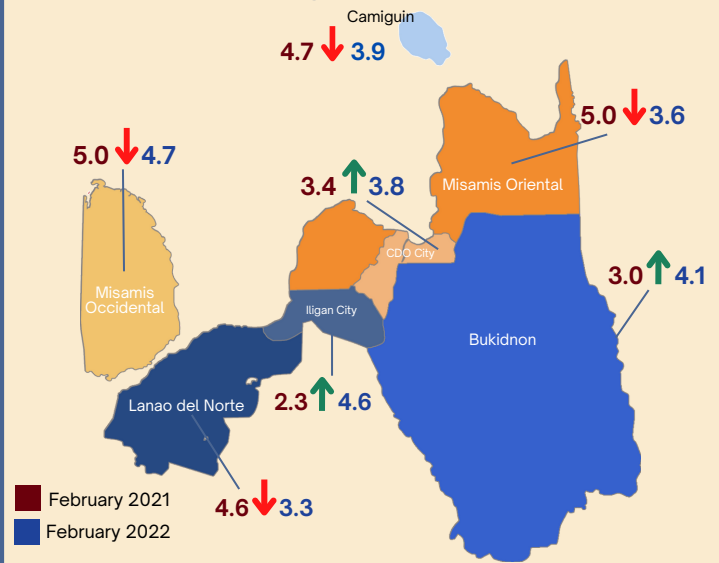 Camiguin
4.7 3.9
5.0 3.6
5.0 4.7
3.4 3.8
Misamis Oriental
CDO City
3.0 4.1
Misamis
Occidental
Iligan City
Bukidnon
Lanao del Norte
2.3 4.6
February 2021
4.6 3.3
February 2022